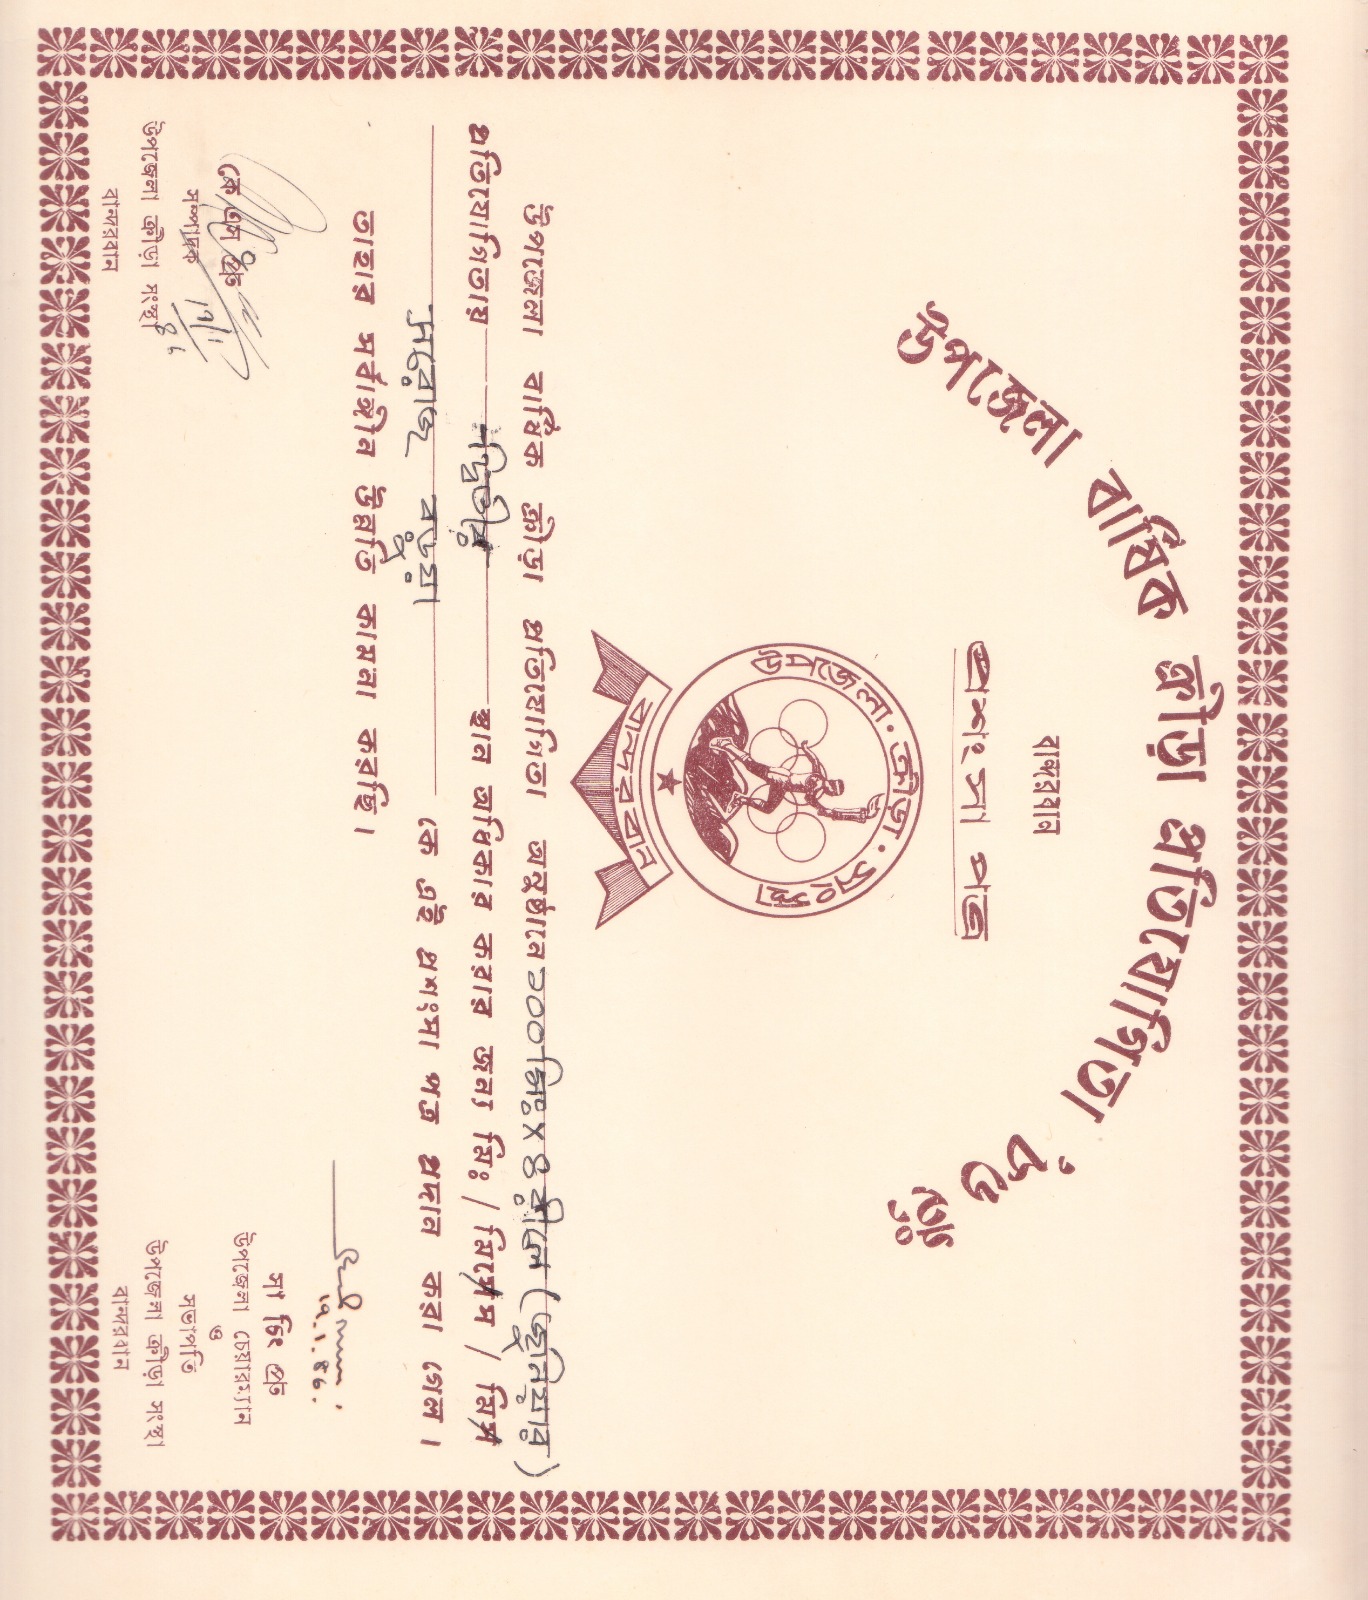 উপজেলা বার্ষিক ক্রীড়া প্রতিযোগিতা '৮৬ ইং
বান্দরবান
প্রশংসা পত্র
উপজেলা · ক্রীড়া · সংস্থা
বান্দরবান
উপজেলা বার্ষিক ক্রীড়া প্রতিযোগিতা অনুষ্ঠানে ১০০ মিঃ x ৪ রীলে (জুনিয়ার)
প্রতিযোগিতায় দ্বিতীয় স্থান অধিকার করার জন্য মিঃ / মিসেস / মিস
সরোজ বড়ুয়া কে এই প্রশংসা পত্র প্রদান করা গেল।
তাহার সর্বাঙ্গীন উন্নতি কামনা করছি।
19.1.86.
সা চিং প্রু
উপজেলা চেয়ারম্যান
ও
সভাপতি
উপজেলা ক্রীড়া সংস্থা
বান্দরবান
কে এস প্রু
19/1/86
সম্পাদক
উপজেলা ক্রীড়া সংস্থা
বান্দরবান